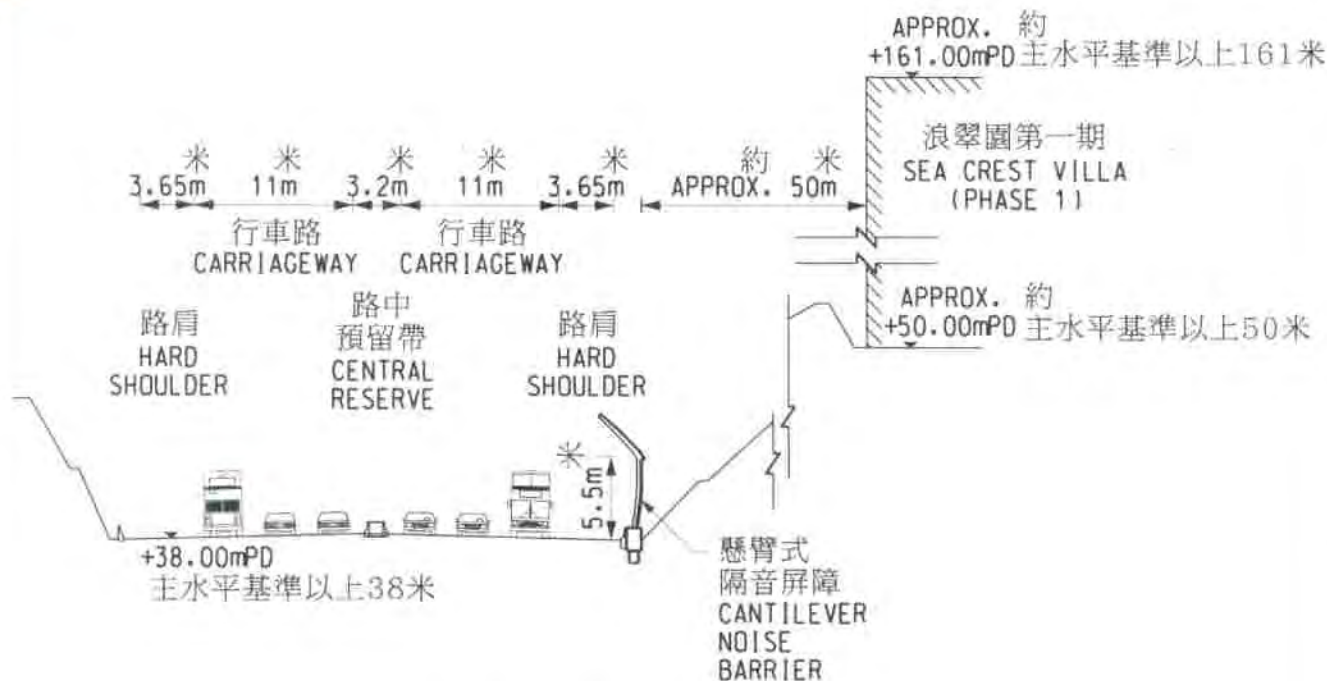 APPROX. 約
+161.00mPD 主水平基準以上161米
浪翠園第一期
SEA CREST VILLA
(PHASE 1)
米 米 米 米 米 約 米
3.65m 11m 3.2m 11m 3.65m APPROX. 50m
行車路 行車路
CARRIAGEWAY CARRIAGEWAY
APPROX. 約
+50.00mPD 主水平基準以上50米
路肩
HARD
SHOULDER
路中
預留帶
CENTRAL
RESERVE
路肩
HARD
SHOULDER
米
5.5m
+38.00mPD
主水平基準以上38米
懸臂式
隔音屏障
CANTILEVER
NOISE
BARRIER